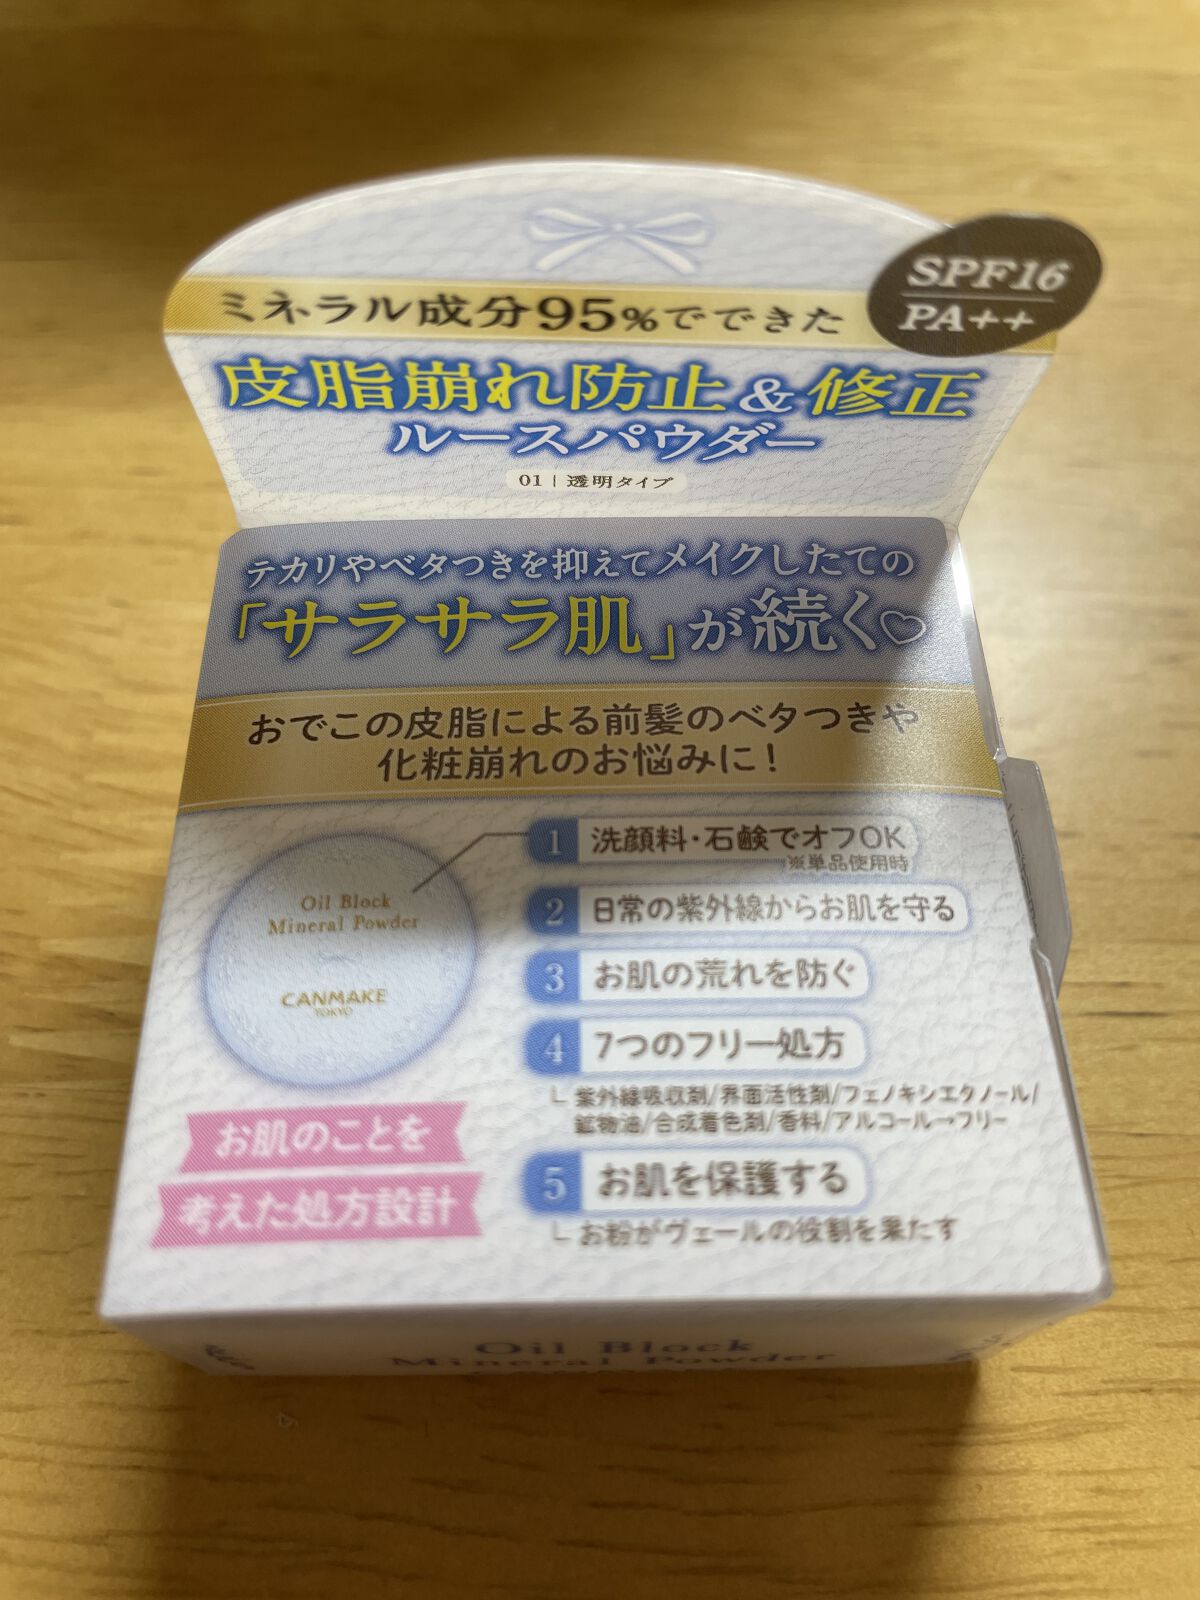 SPF16
PA++
ミネラル成分95%でできた
皮脂崩れ防止&修正
ルースパウダー
01 | 透明タイプ
テカリやベタつきを抑えてメイクしたての
「サラサラ肌」が続く♡
おでこの皮脂による前髪のベタつきや
化粧崩れのお悩みに!
Oil Block
Mineral Powder
CANMAKE
TOKYO
お肌のことを
考えた処方設計
1 洗顔料・石鹸でオフOK
※単品使用時
2 日常の紫外線からお肌を守る
3 お肌の荒れを防ぐ
4 7つのフリー処方
└ 紫外線吸収剤/界面活性剤/フェノキシエタノール/
鉱物油/合成着色剤/香料/アルコール→フリー
5 お肌を保護する
└ お粉がヴェールの役割を果たす
Oil Block
Mineral Powder